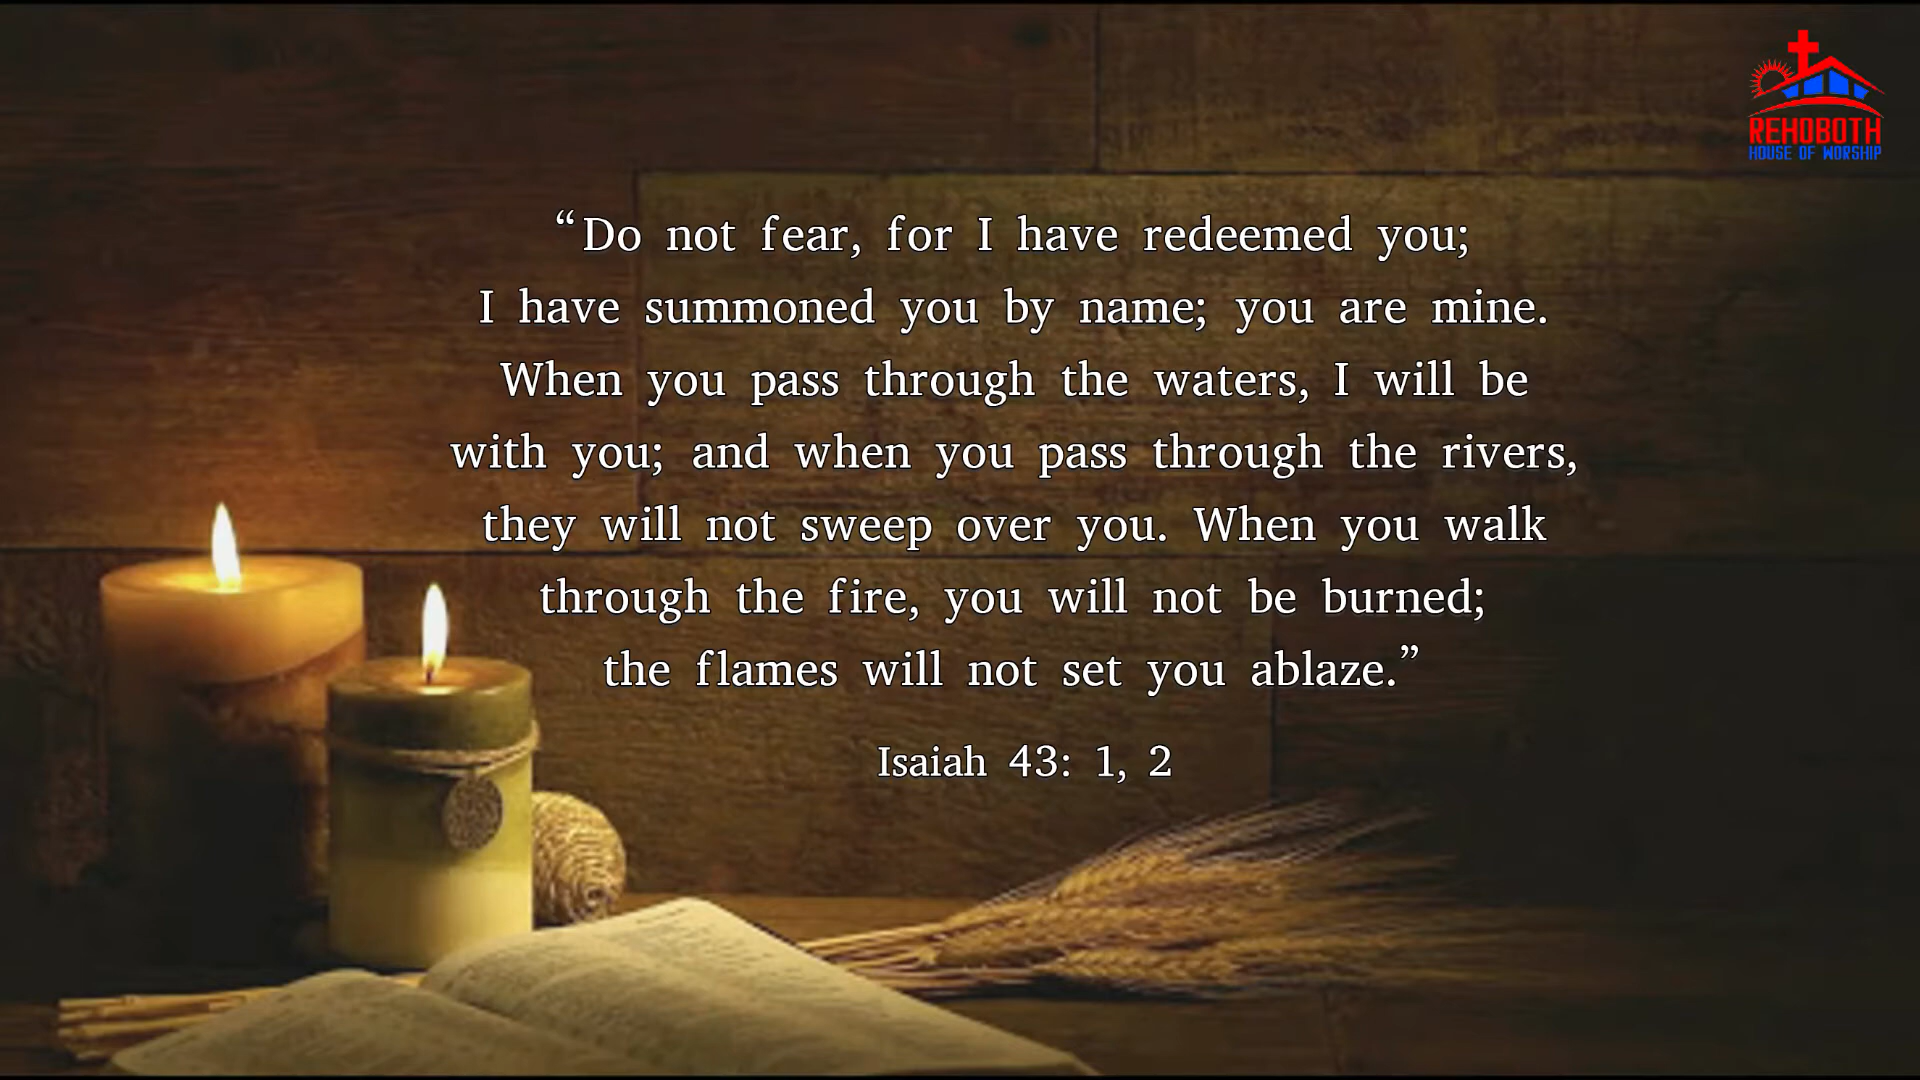 REHOBOTH
HOUSE OF WORSHIP
“Do not fear, for I have redeemed you;
I have summoned you by name; you are mine.
When you pass through the waters, I will be
with you; and when you pass through the rivers,
they will not sweep over you. When you walk
through the fire, you will not be burned;
the flames will not set you ablaze.”
Isaiah 43: 1, 2